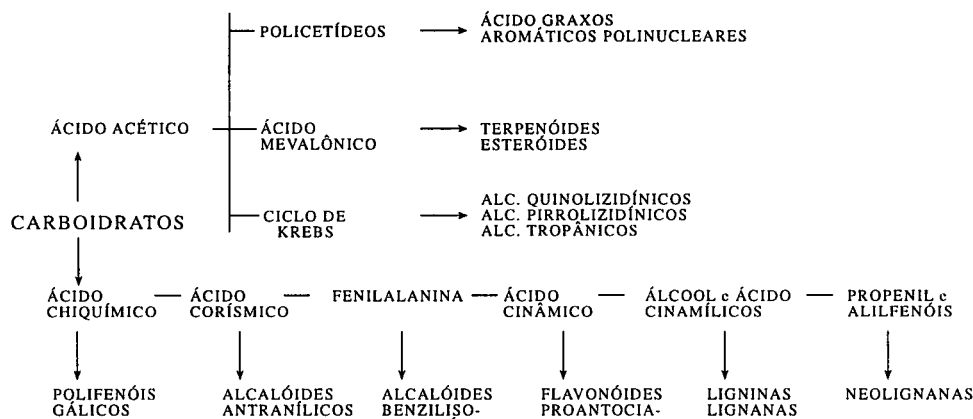 POLICETÍDEOS
ÁCIDO GRAXOS
AROMÁTICOS POLINUCLEARES
ÁCIDO ACÉTICO
ÁCIDO
MEVALÔNICO
TERPENÓIDES
ESTERÓIDES
CARBOIDRATOS
CICLO DE
KREBS
ALC. QUINOLIZIDÍNICOS
ALC. PIRROLIZIDÍNICOS
ALC. TROPÂNICOS
ÁCIDO
CHIQUÍMICO
ÁCIDO
CORÍSMICO
FENILALANINA
ÁCIDO
CINÂMICO
ÁLCOOL e ÁCIDO
CINAMÍLICOS
PROPENIL e
ALILFENÓIS
POLIFENÓIS
GÁLICOS
ALCALÓIDES
ANTRANÍLICOS
ALCALÓIDES
BENZILISO-
FLAVONÓIDES
PROANTOCIA-
LIGNINAS
LIGNANAS
NEOLIGNANAS